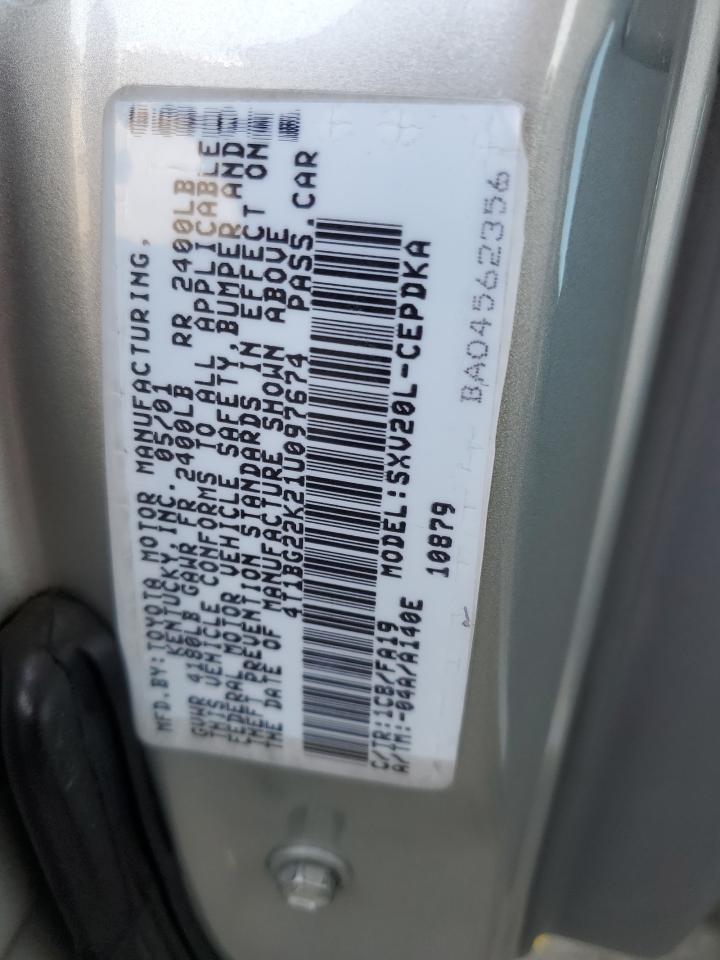 MFD. BY: TOYOTA MOTOR MANUFACTURING,
KENTUCKY, INC. 05/01
GVWR 4180LB GAWR FR 2400LB RR 2400LB
THIS VEHICLE CONFORMS TO ALL APPLICABLE
FEDERAL MOTOR VEHICLE SAFETY, BUMPER AND
THEFT PREVENTION STANDARDS IN EFFECT ON
THE DATE OF MANUFACTURE SHOWN ABOVE
4T1BG22K21U097674 PASS. CAR
C/TR:1CB/FA19 MODEL:SXV20L-CEPDKA
A/TM:-04A/A140E 10879
BA04562356